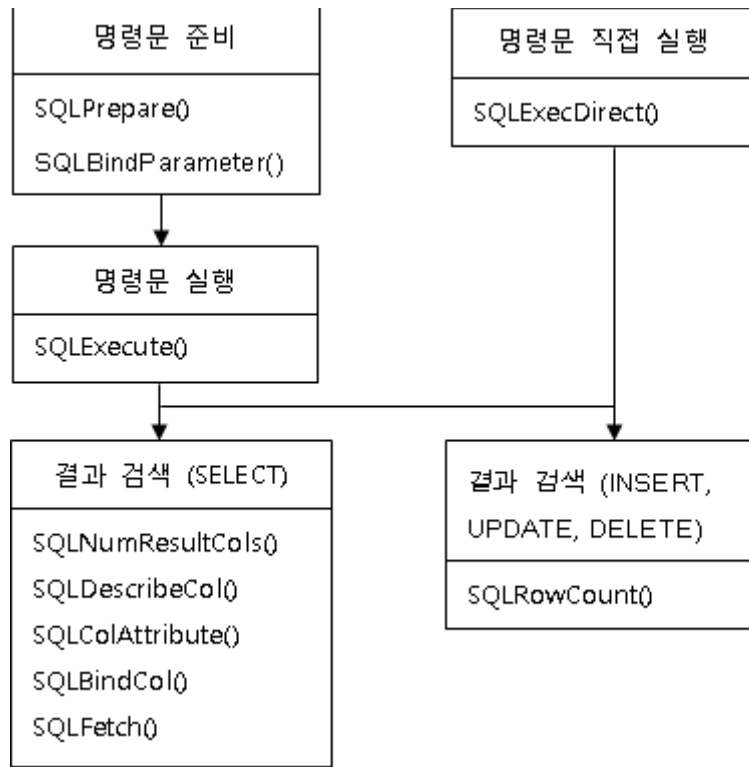 명령문 준비
SQLPrepare()
SQLBindParameter()
명령문 직접 실행
SQLExecDirect()
명령문 실행
SQLExecute()
결과 검색 (SELECT)
SQLNumResultCols()
SQLDescribeCol()
SQLColAttribute()
SQLBindCol()
SQLFetch()
결과 검색 (INSERT,
UPDATE, DELETE)
SQLRowCount()